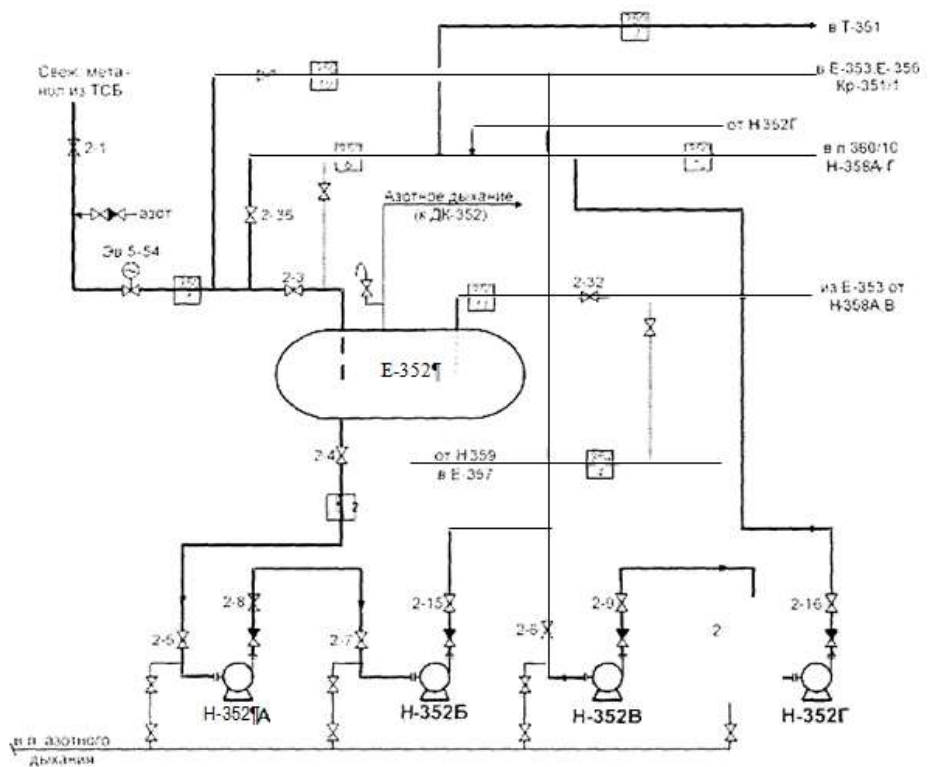 в Т-351
Свеж. мета-
нол из ТСБ
в Е-353, Е-356
Кр-351/1
от Н352Г
2-1
в п 360/10
Н-358А-Г
Азотное дыхание
(к ДК-352)
азот
2-35
Эв 5-54
2-3
2-32
из Е-353 от
Н-358А,В
Е-352¶
2-4
от Н359
в Е-357
2
2-8
2-15
2-9
2-16
2-5
2-7
2-6
2
Н-352¶А
Н-352Б
Н-352В
Н-352Г
в л. азотного
дыхания